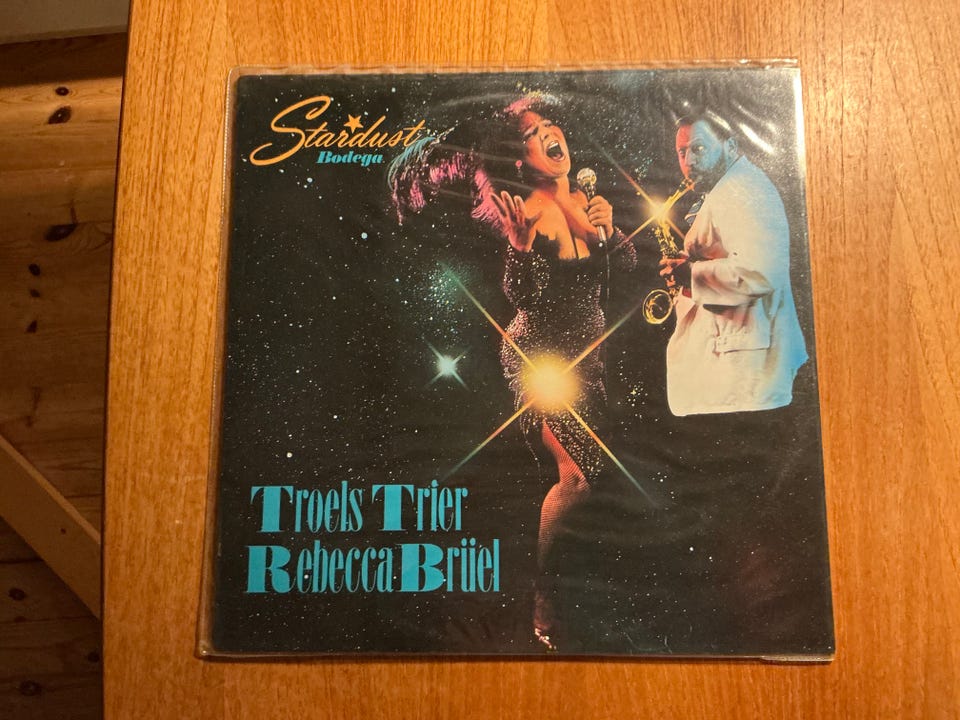 Stardust
Bodega
Troels Trier
Rebecca Brüel